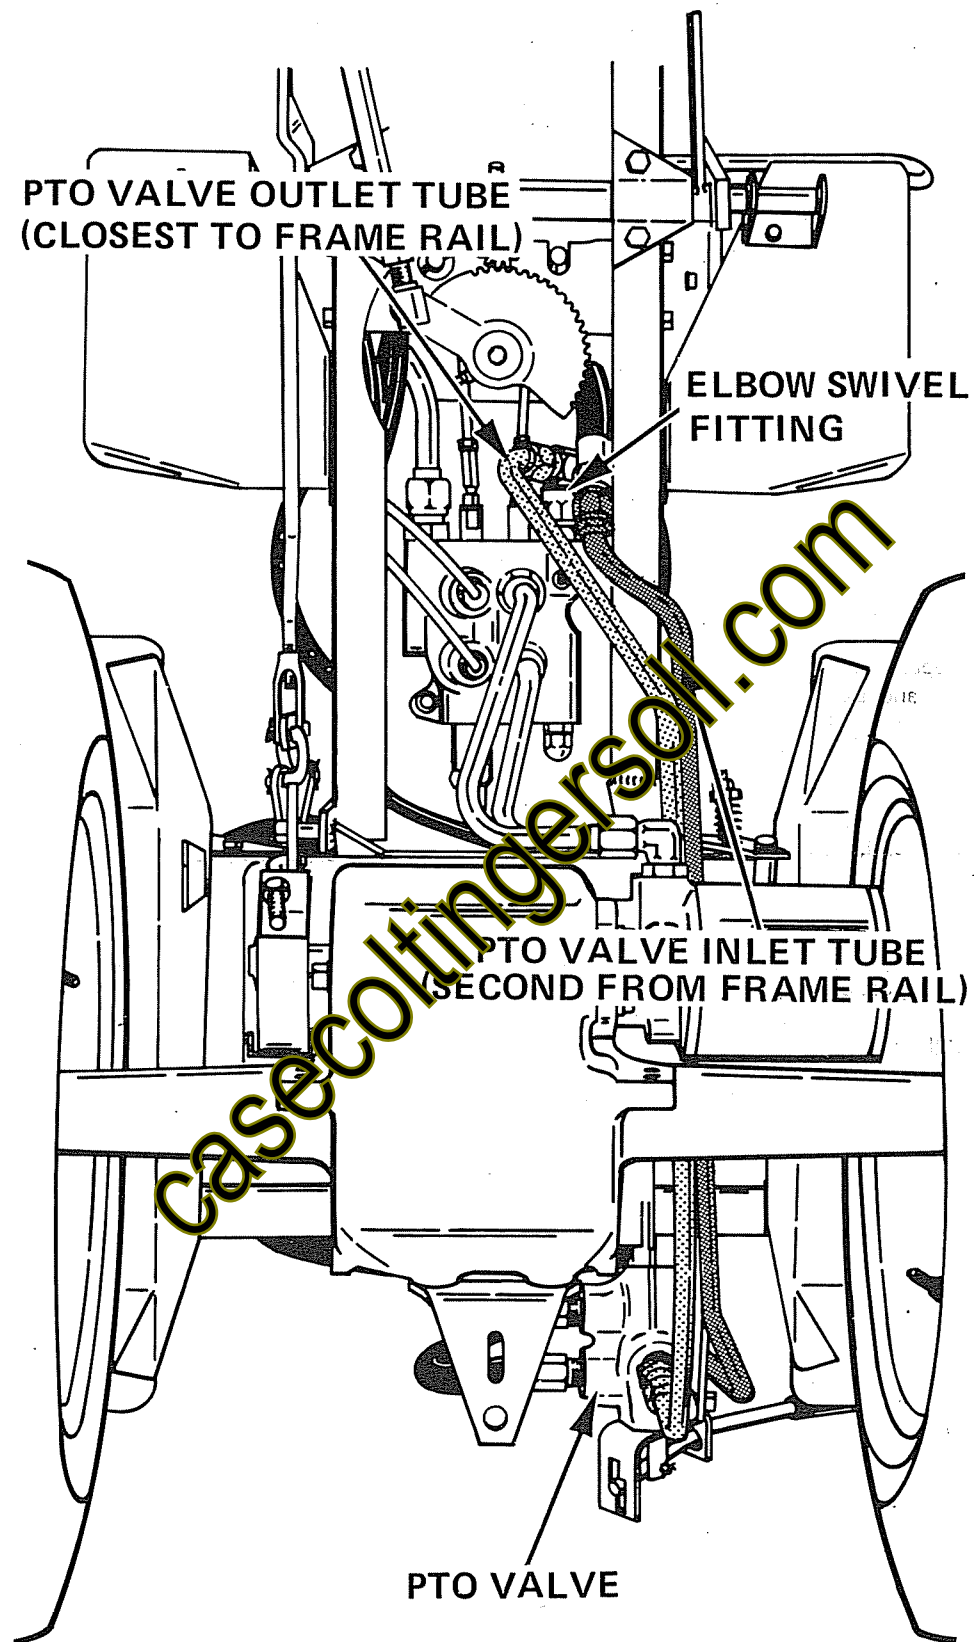 PTO VALVE OUTLET TUBE
(CLOSEST TO FRAME RAIL)
ELBOW SWIVEL
FITTING
casecoltingersoll.com
PTO VALVE INLET TUBE
(SECOND FROM FRAME RAIL)
PTO VALVE